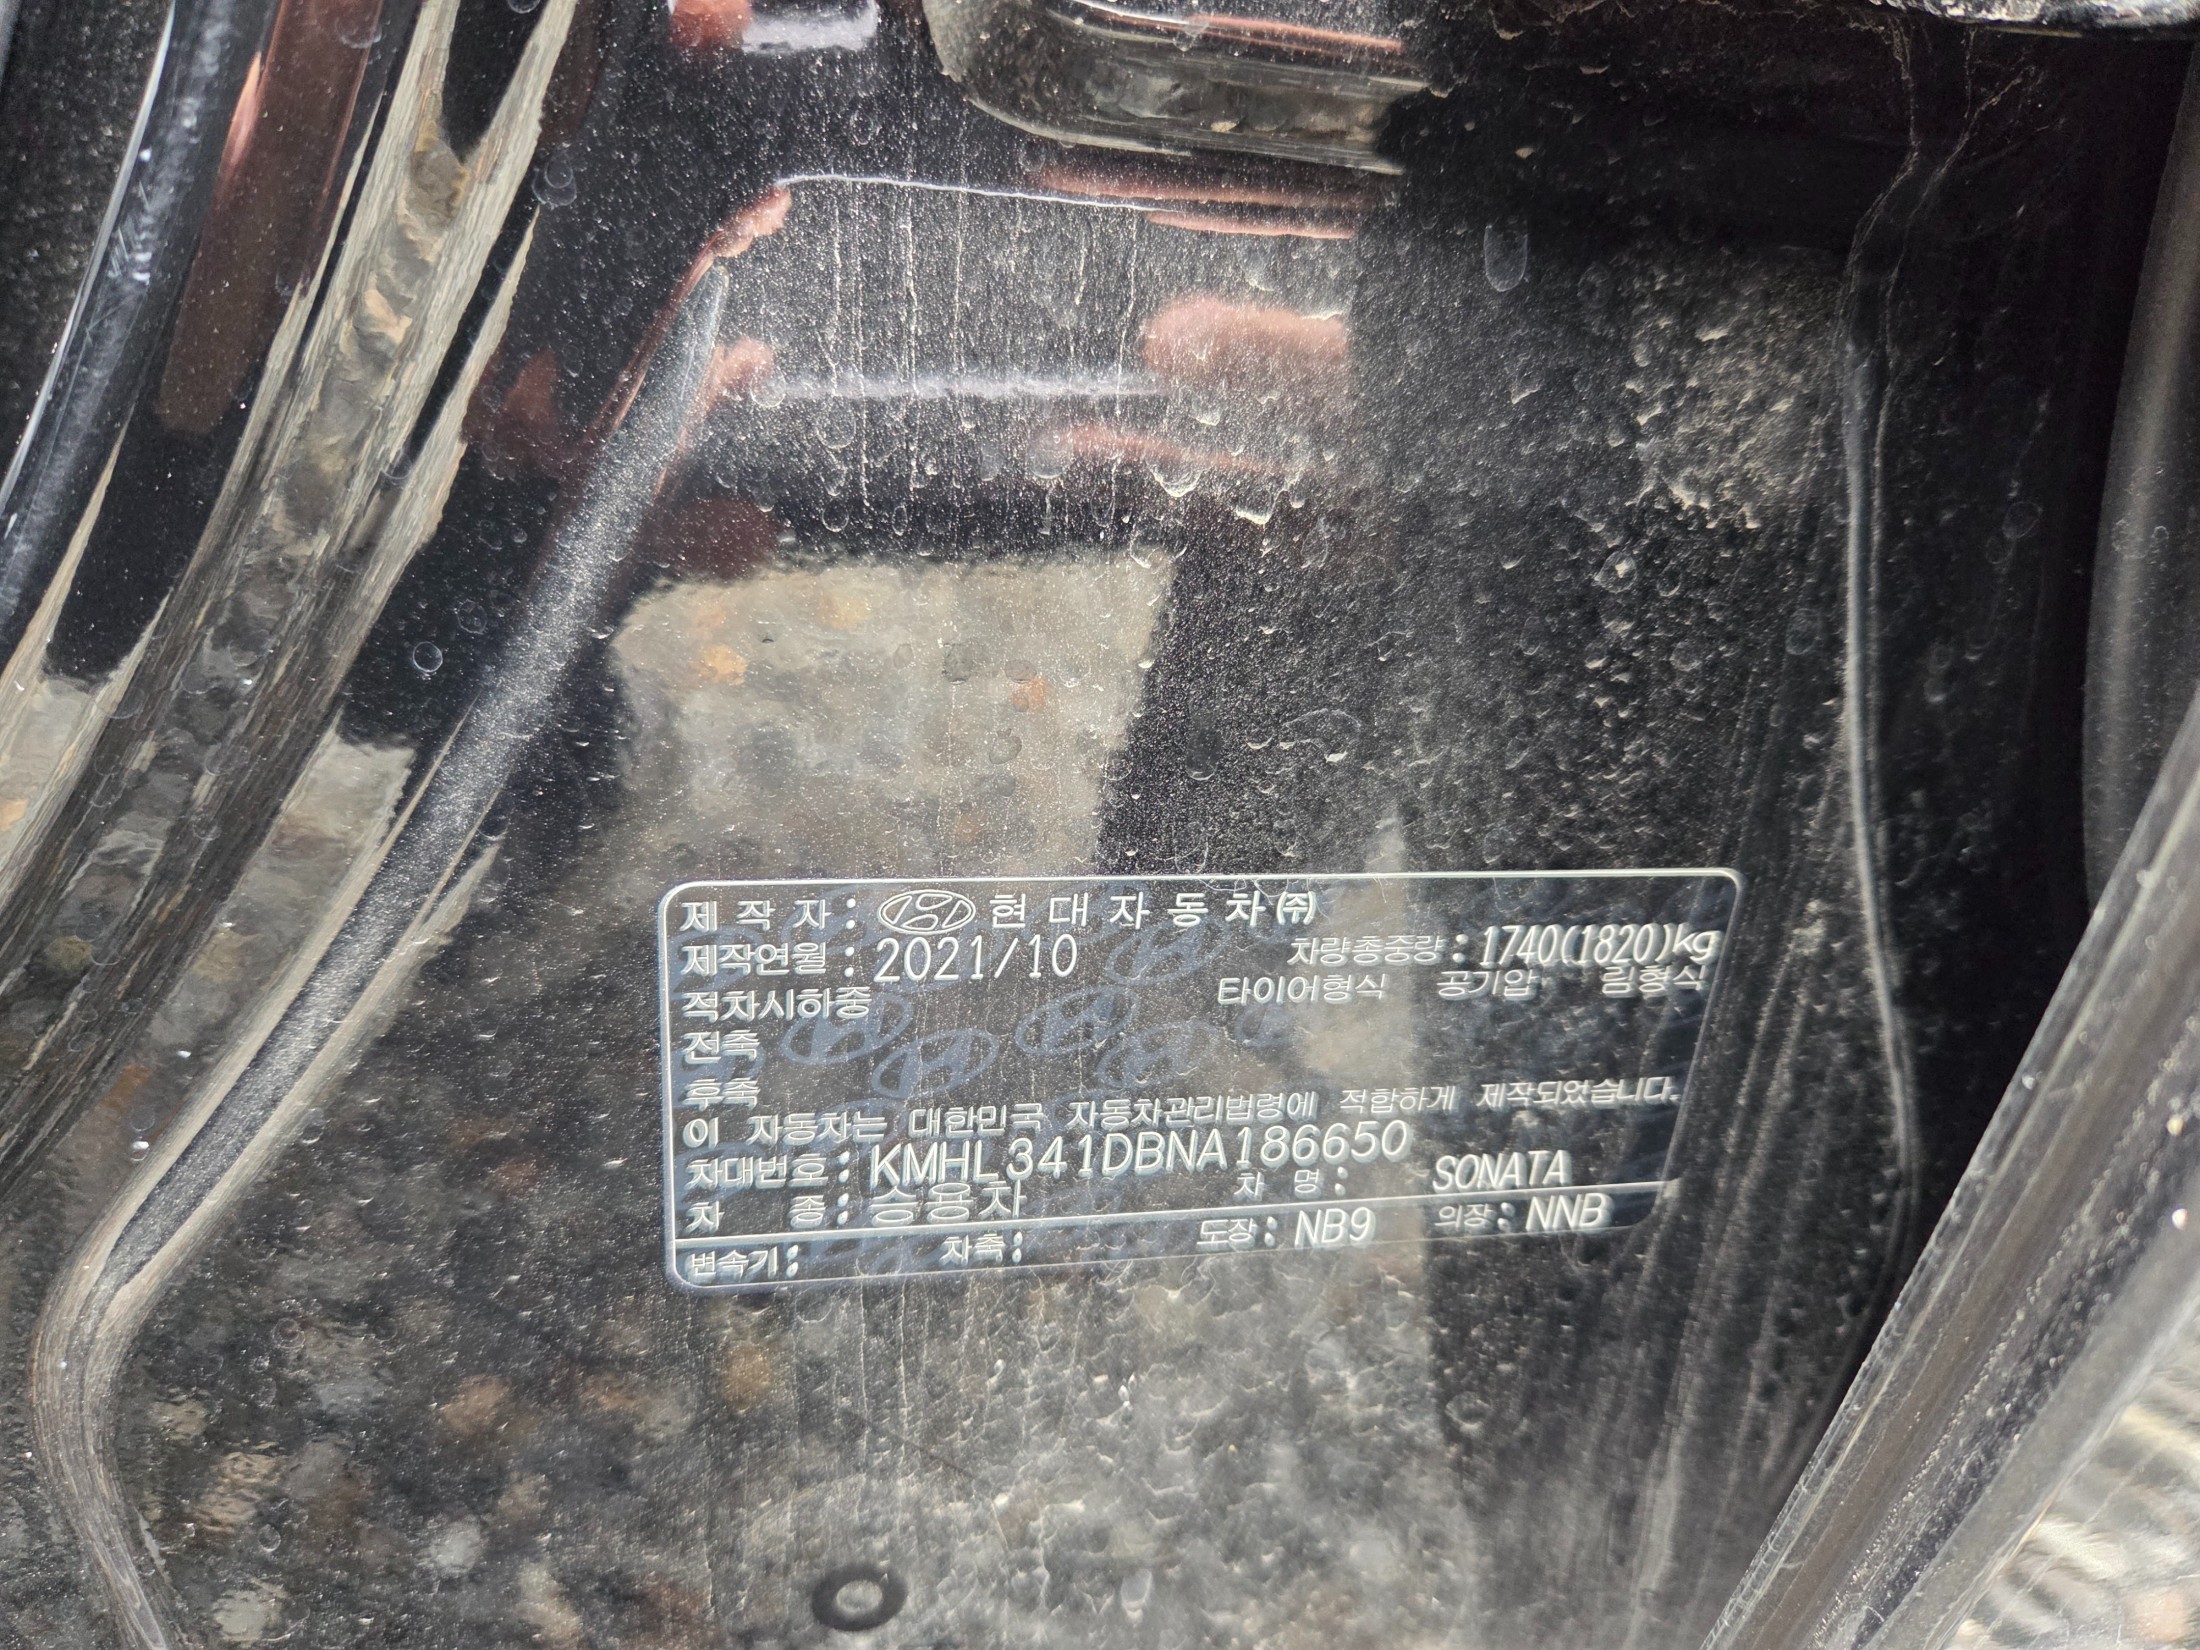 제 작 자 : 현 대 자 동 차 ㈜
제작연월 : 2021/10 차량총중량 : 1740(1820)kg
적차시하중 타이어형식 공기압 림형식
전축
후축
이 자동차는 대한민국 자동차관리법령에 적합하게 제작되었습니다.
차대번호 : KMHL341DBNA186650
차 종 : 승용차 차 명 : SONATA
변속기 : 차축 : 도장 : NB9 의장 : NNB